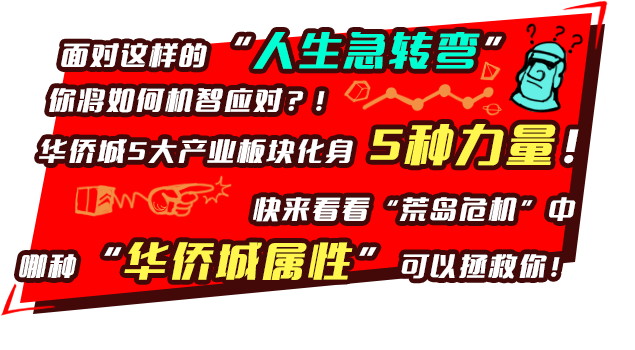 面对这样的“人生急转弯”
你将如何机智应对？！
华侨城5大产业板块化身 5种力量！
快来看看“荒岛危机”中
哪种“华侨城属性”可以拯救你！